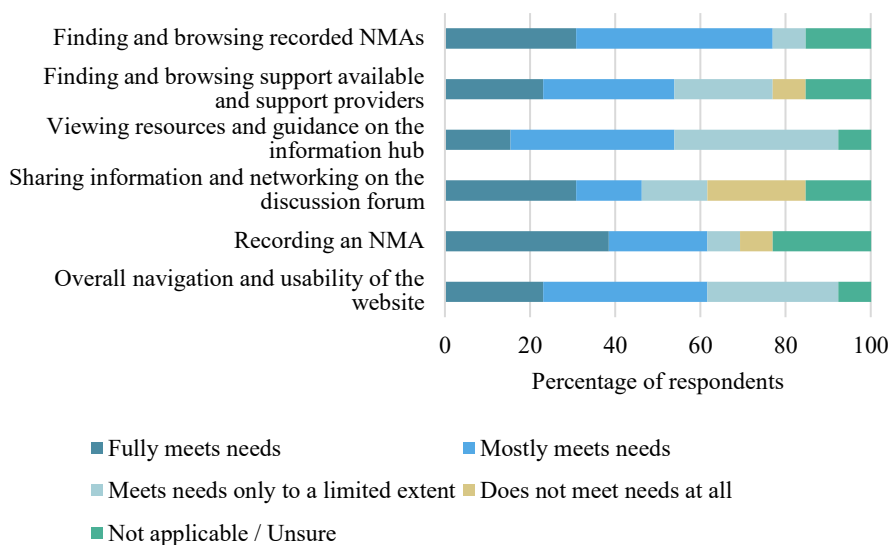 Finding and browsing recorded NMAs
Finding and browsing support available
and support providers
Viewing resources and guidance on the
information hub
Sharing information and networking on the
discussion forum
Recording an NMA
Overall navigation and usability of the
website
0 20 40 60 80 100
Percentage of respondents
Fully meets needs Mostly meets needs
Meets needs only to a limited extent Does not meet needs at all
Not applicable / Unsure